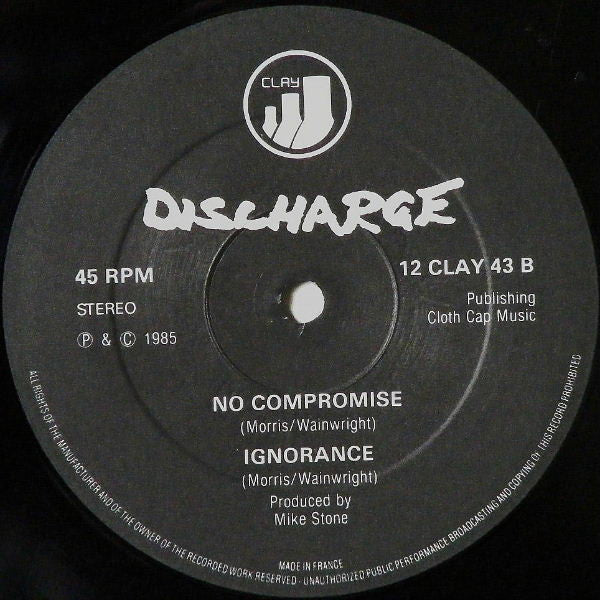 CLAY
DISCHARGE
45 RPM
12 CLAY 43 B
STEREO
Publishing
Cloth Cap Music
Ⓟ & © 1985
NO COMPROMISE
(Morris/Wainwright)
IGNORANCE
(Morris/Wainwright)
Produced by
Mike Stone
ALL RIGHTS OF THE MANUFACTURER AND OF THE OWNER OF THE RECORDED WORK RESERVED - UNAUTHORIZED PUBLIC PERFORMANCE BROADCASTING AND COPYING OF THIS RECORD PROHIBITED
MADE IN FRANCE